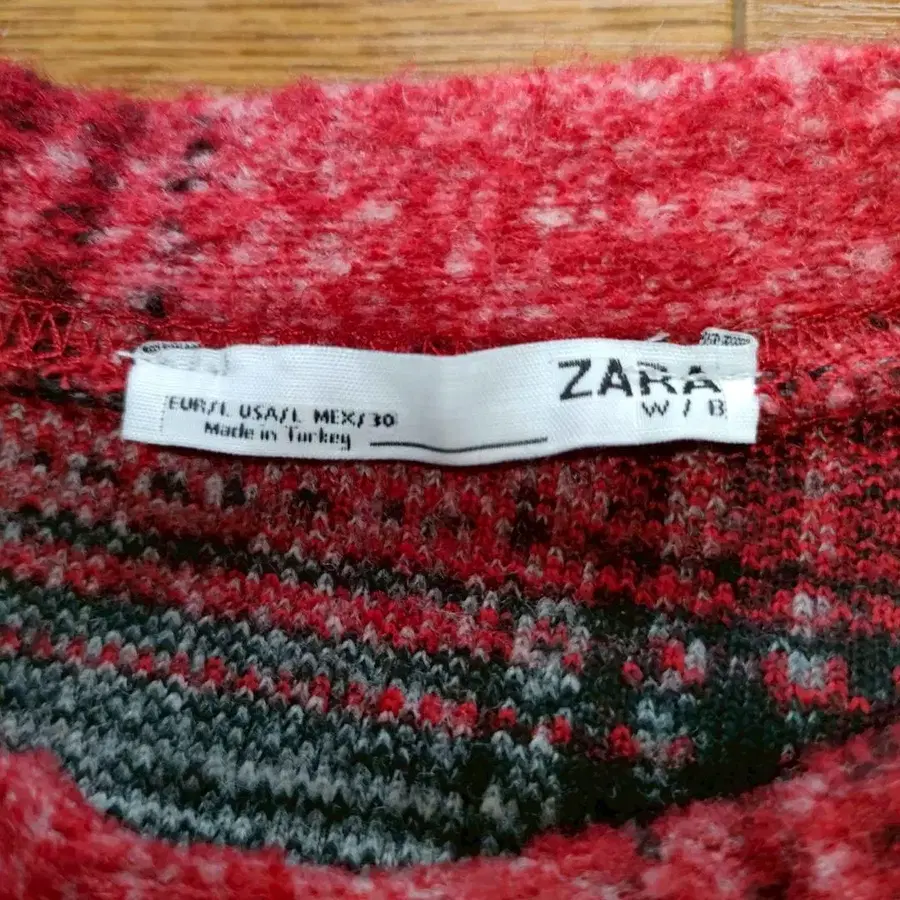 ZARA
W / B
EUR/L USA/L MEX/30
Made in Turkey